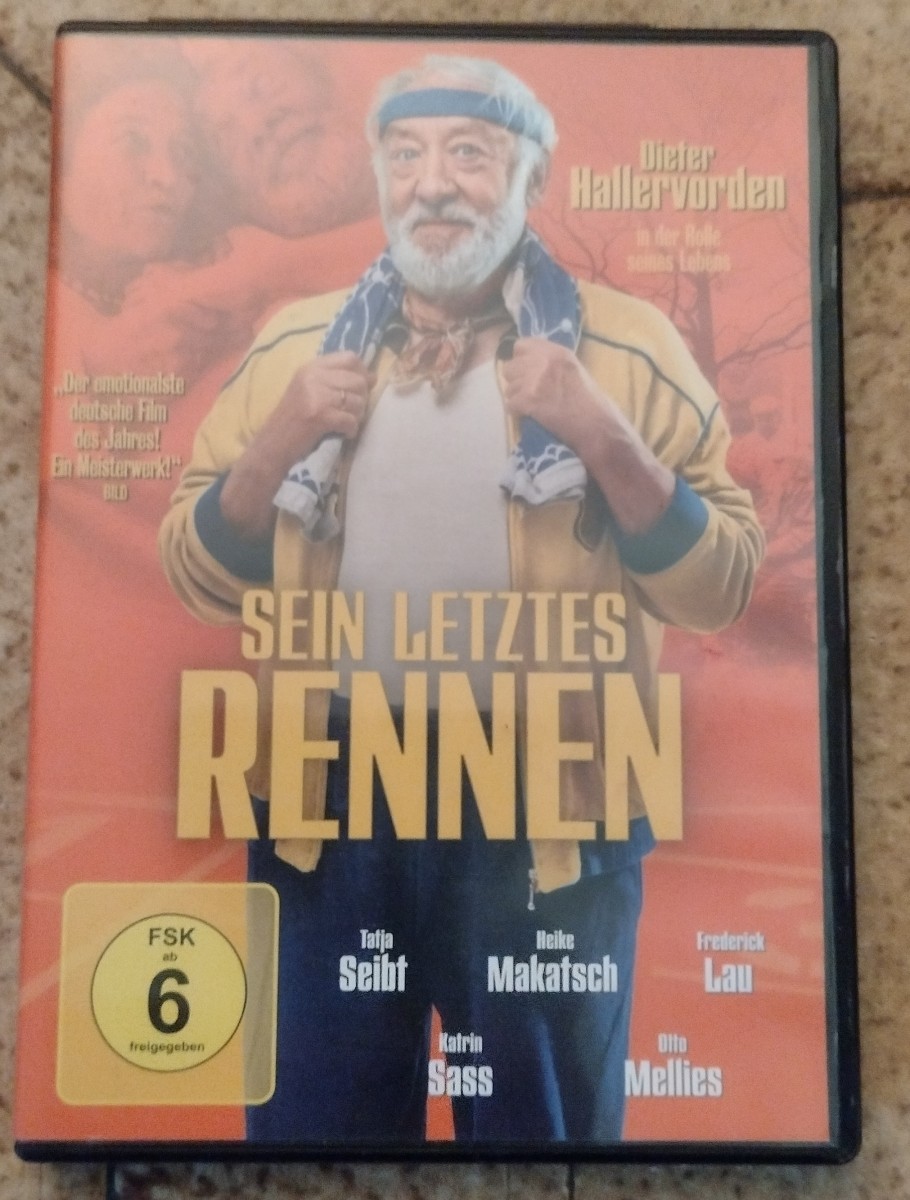 Dieter
Hallervorden
in der Rolle
seines Lebens
„Der emotionalste
deutsche Film
des Jahres!
Ein Meisterwerk!“
BILD
SEIN LETZTES
RENNEN
FSK
ab
6
freigegeben
Tatja
Seibt
Heike
Makatsch
Frederick
Lau
Katrin
Sass
Otto
Mellies